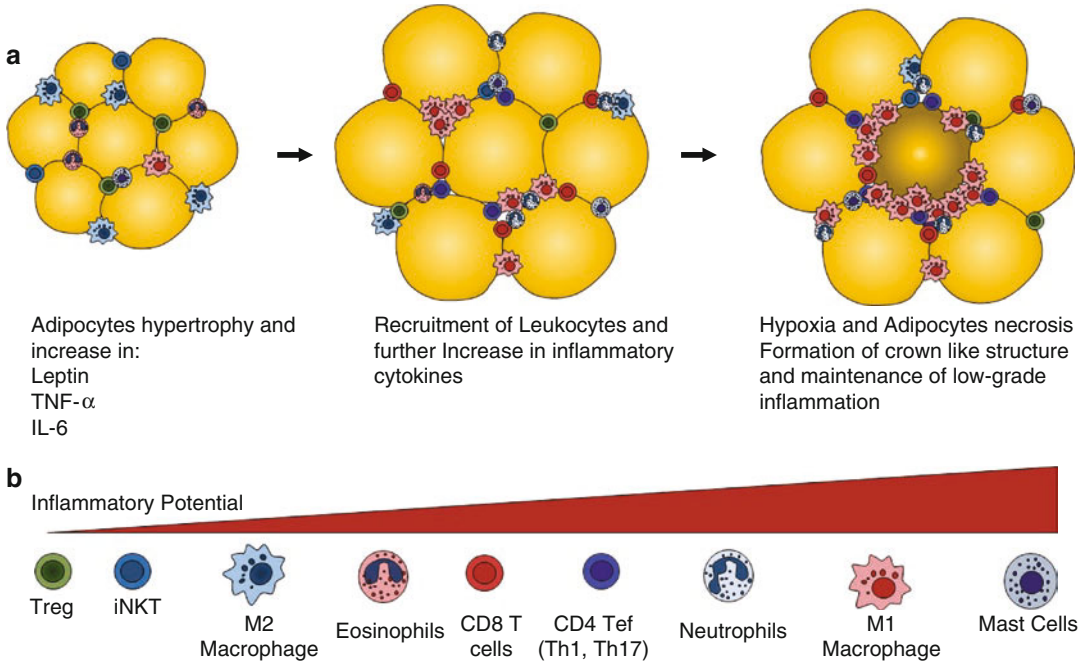 a
Adipocytes hypertrophy and
increase in:
Leptin
TNF-α
IL-6
Recruitment of Leukocytes and
further Increase in inflammatory
cytokines
Hypoxia and Adipocytes necrosis
Formation of crown like structure
and maintenance of low-grade
inflammation
b
Inflammatory Potential
Treg
iNKT
M2
Macrophage
Eosinophils
CD8 T
cells
CD4 Tef
(Th1, Th17)
Neutrophils
M1
Macrophage
Mast Cells